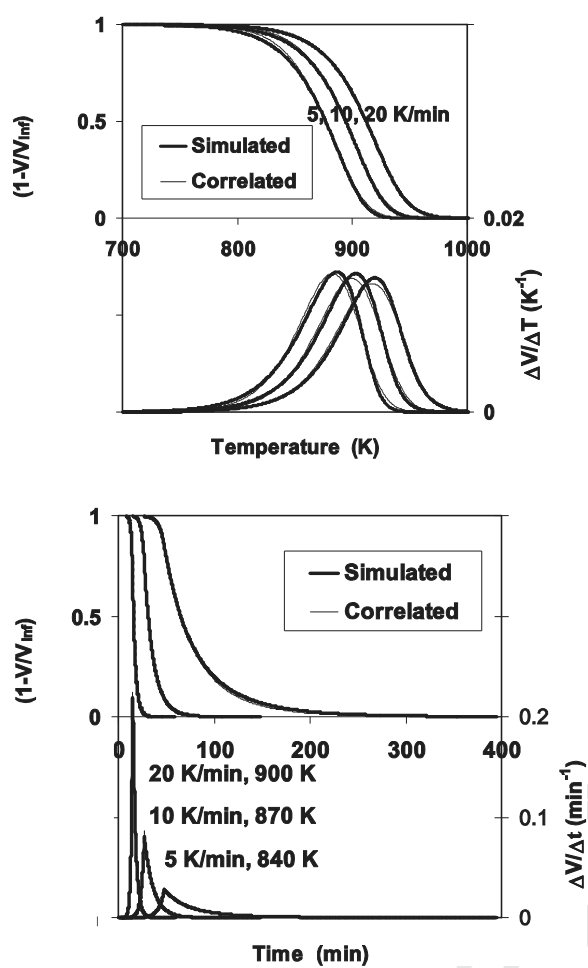 1
(1-V/VInf)
0.5
5, 10, 20 K/min
Simulated
Correlated
0
0.02
700 800 900 1000
ΔV/ΔT (K-1)
0
Temperature (K)
1
Simulated
Correlated
(1-V/VInf)
0.5
0
0.2
0 100 200 300 400
20 K/min, 900 K
10 K/min, 870 K
0.1
5 K/min, 840 K
ΔV/Δt (min-1)
0
Time (min)